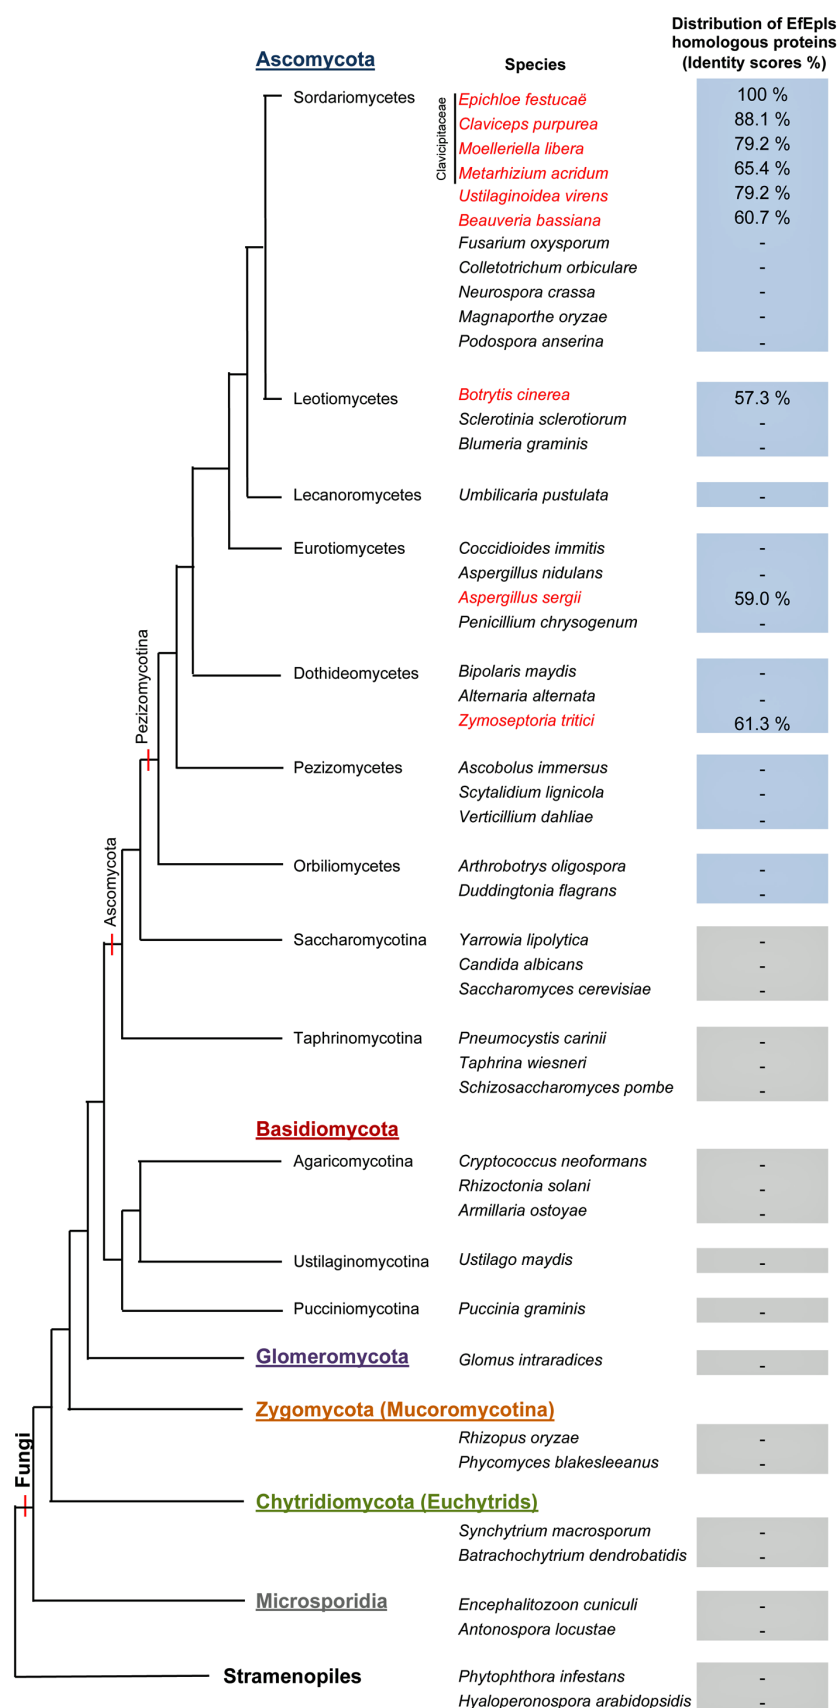 Distribution of EfEpls
homologous proteins
(Identity scores %)
Ascomycota
Species
Sordariomycetes
Clavicipitaceae
Epichloe festucaë 100 %
Claviceps purpurea 88.1 %
Moelleriella libera 79.2 %
Metarhizium acridum 65.4 %
Ustilaginoidea virens 79.2 %
Beauveria bassiana 60.7 %
Fusarium oxysporum -
Colletotrichum orbiculare -
Neurospora crassa -
Magnaporthe oryzae -
Podospora anserina -
Leotiomycetes Botrytis cinerea 57.3 %
Sclerotinia sclerotiorum -
Blumeria graminis -
Lecanoromycetes Umbilicaria pustulata -
Eurotiomycetes Coccidioides immitis -
Aspergillus nidulans -
Aspergillus sergii 59.0 %
Penicillium chrysogenum -
Pezizomycotina
Dothideomycetes Bipolaris maydis -
Alternaria alternata -
Zymoseptoria tritici 61.3 %
Pezizomycetes Ascobolus immersus -
Scytalidium lignicola -
Verticillium dahliae -
Ascomycota
Orbiliomycetes Arthrobotrys oligospora -
Duddingtonia flagrans -
Saccharomycotina Yarrowia lipolytica -
Candida albicans -
Saccharomyces cerevisiae -
Taphrinomycotina Pneumocystis carinii -
Taphrina wiesneri -
Schizosaccharomyces pombe -
Basidiomycota
Agaricomycotina Cryptococcus neoformans -
Rhizoctonia solani -
Armillaria ostoyae -
Ustilaginomycotina Ustilago maydis -
Pucciniomycotina Puccinia graminis -
Glomeromycota Glomus intraradices -
Zygomycota (Mucoromycotina)
Rhizopus oryzae -
Phycomyces blakesleeanus -
Fungi
Chytridiomycota (Euchytrids)
Synchytrium macrosporum -
Batrachochytrium dendrobatidis -
Microsporidia Encephalitozoon cuniculi -
Antonospora locustae -
Stramenopiles Phytophthora infestans -
Hyaloperonospora arabidopsidis -